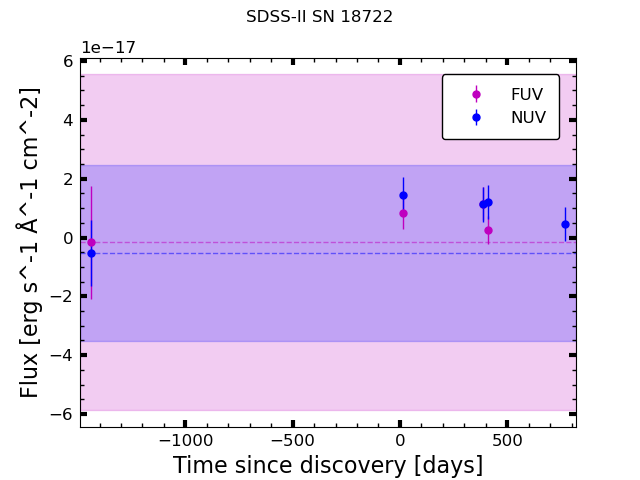 SDSS-II SN 18722
1e−17
6
4
2
0
−2
−4
−6
Flux [erg s^-1 Å^-1 cm^-2]
FUV
NUV
−1000
−500
0
500
Time since discovery [days]